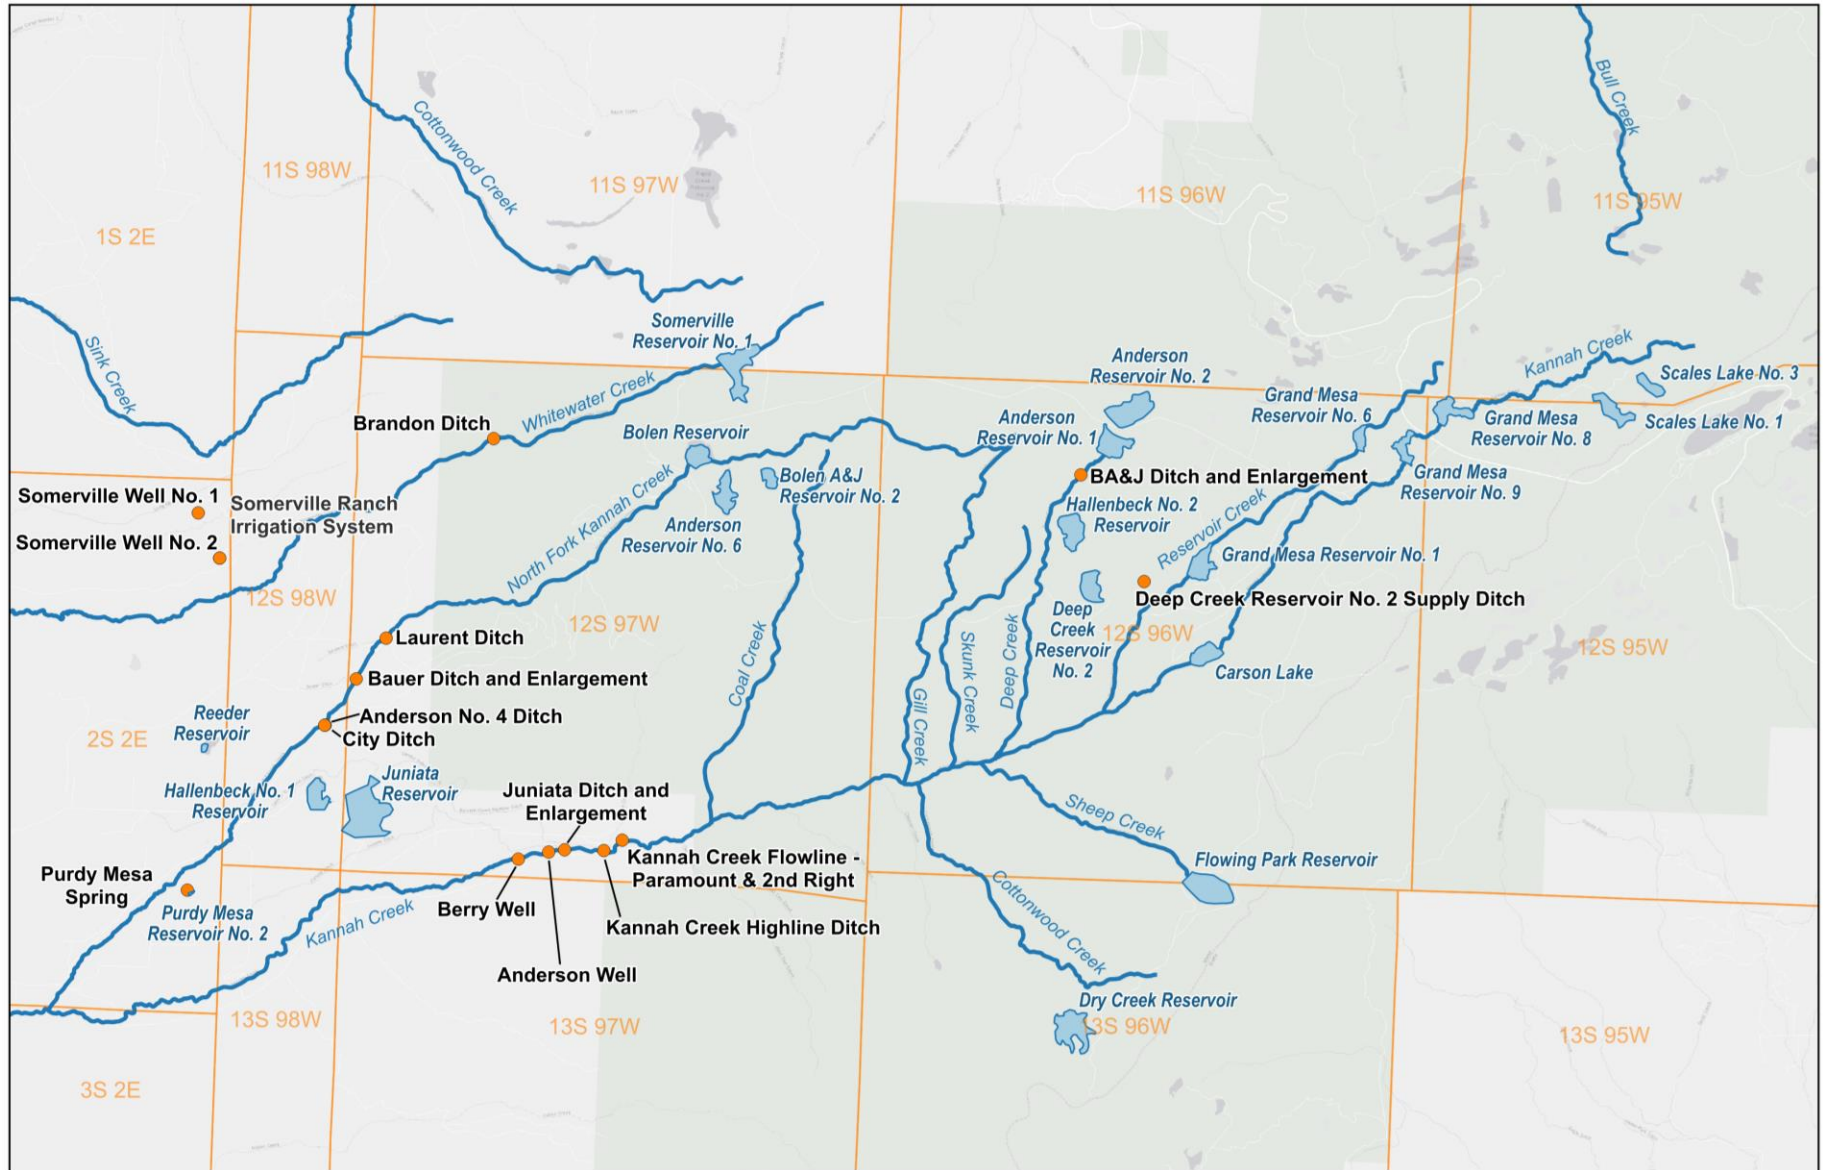 Bull Creek
Cottonwood Creek
11S 98W
11S 97W
11S 96W
11S 95W
1S 2E
Somerville
Reservoir No. 1
Sink Creek
Whitewater Creek
Brandon Ditch
Anderson
Reservoir No. 2
Kannah Creek
Scales Lake No. 3
Scales Lake No. 1
Grand Mesa
Reservoir No. 6
Grand Mesa
Reservoir No. 8
Anderson
Reservoir No. 1
Bolen Reservoir
Bolen A&J
Reservoir No. 2
BA&J Ditch and Enlargement
Grand Mesa
Reservoir No. 9
Somerville Well No. 1
Somerville Ranch
Irrigation System
Somerville Well No. 2
North Fork Kannah Creek
Anderson
Reservoir No. 6
Hallenbeck No. 2
Reservoir
Reservoir Creek
Grand Mesa Reservoir No. 1
12S 98W
12S 97W
Deep Creek Reservoir No. 2 Supply Ditch
Deep
Creek
Reservoir
No. 2
12S 96W
12S 95W
Laurent Ditch
Coal Creek
Gill Creek
Skunk Creek
Deep Creek
Carson Lake
Bauer Ditch and Enlargement
Anderson No. 4 Ditch
City Ditch
Reeder
Reservoir
2S 2E
Hallenbeck No. 1
Reservoir
Juniata
Reservoir
Juniata Ditch and
Enlargement
Sheep Creek
Kannah Creek Flowline -
Paramount & 2nd Right
Flowing Park Reservoir
Purdy Mesa
Spring
Purdy Mesa
Reservoir No. 2
Kannah Creek
Berry Well
Kannah Creek Highline Ditch
Anderson Well
Cottonwood Creek
Dry Creek Reservoir
13S 98W
13S 97W
13S 96W
13S 95W
3S 2E